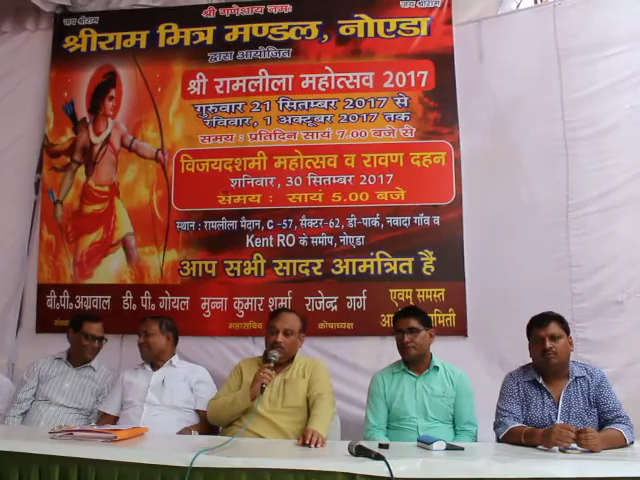 जय श्रीराम
श्री गणेशाय नमः
जय श्रीराम
श्रीराम मित्र मण्डल, नोएडा
द्वारा आयोजित
श्री रामलीला महोत्सव 2017
गुरुवार 21 सितम्बर 2017 से
रविवार, 1 अक्टूबर 2017 तक
समय : प्रतिदिन सायं 7.00 बजे से
विजयदशमी महोत्सव व रावण दहन
शनिवार, 30 सितम्बर 2017
समय : सायं 5.00 बजे
स्थान : रामलीला मैदान, C -57, सैक्टर-62, डी-पार्क, नवादा गाँव व
Kent RO के समीप, नोएडा
आप सभी सादर आमंत्रित हैं
बी.पी.अग्रवाल डी. पी. गोयल मुन्ना कुमार शर्मा राजेन्द्र गर्ग एवम् समस्त
महासचिव कोषाध्यक्ष